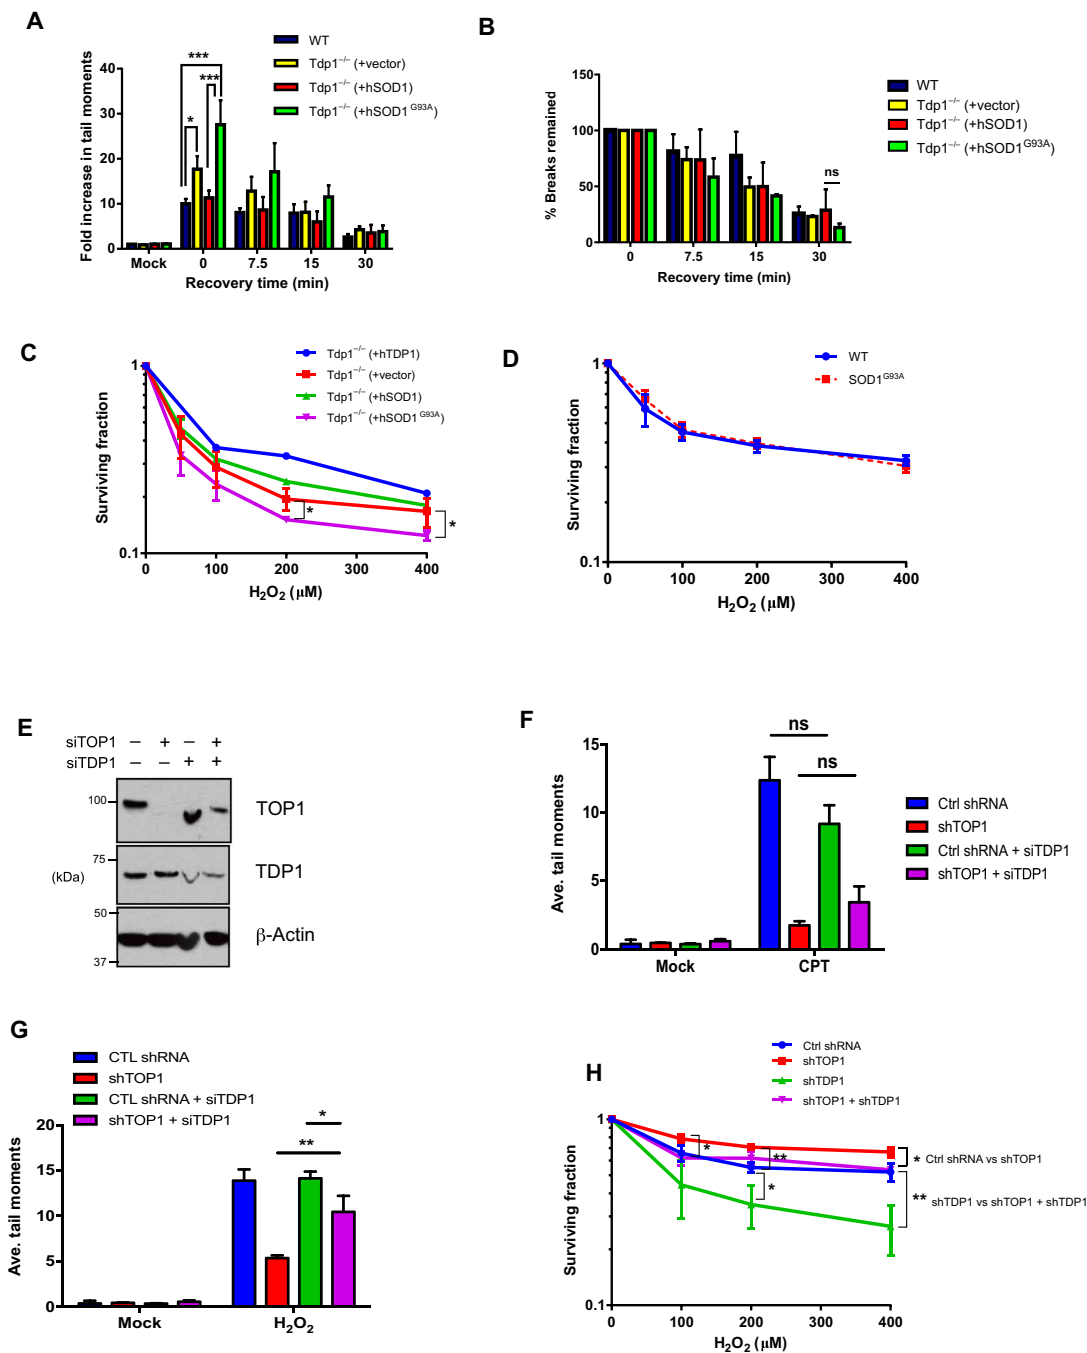 A
WT
Tdp1−/− (+vector)
Tdp1−/− (+hSOD1)
Tdp1−/− (+hSOD1 G93A)
***
***
*
Fold increase in tail moments
40
30
20
10
0
Mock 0 7.5 15 30
Recovery time (min)
B
WT
Tdp1−/− (+vector)
Tdp1−/− (+hSOD1)
Tdp1−/− (+hSOD1G93A)
ns
% Breaks remained
150
100
50
0
0 7.5 15 30
Recovery time (min)
C
Tdp1−/− (+hTDP1)
Tdp1−/− (+vector)
Tdp1−/− (+hSOD1)
Tdp1−/− (+hSOD1 G93A)
Surviving fraction
1
0.1
*
*
0 100 200 300 400
H2O2 (μM)
D
WT
SOD1G93A
Surviving fraction
1
0.1
0 100 200 300 400
H2O2 (μM)
E
siTOP1 − + − +
siTDP1 − − + +
100
TOP1
75
(kDa)
TDP1
50
50
β-Actin
37
F
ns
ns
Ave. tail moments
15
10
5
0
Mock CPT
Ctrl shRNA
shTOP1
Ctrl shRNA + siTDP1
shTOP1 + siTDP1
G
CTL shRNA
shTOP1
CTL shRNA + siTDP1
shTOP1 + siTDP1
*
**
Ave. tail moments
20
15
10
5
0
Mock H2O2
H
Ctrl shRNA
shTOP1
shTDP1
shTOP1 + shTDP1
Surviving fraction
1
0.1
*
**
*
* Ctrl shRNA vs shTOP1
** shTDP1 vs shTOP1 + shTDP1
0 100 200 300 400
H2O2 (μM)